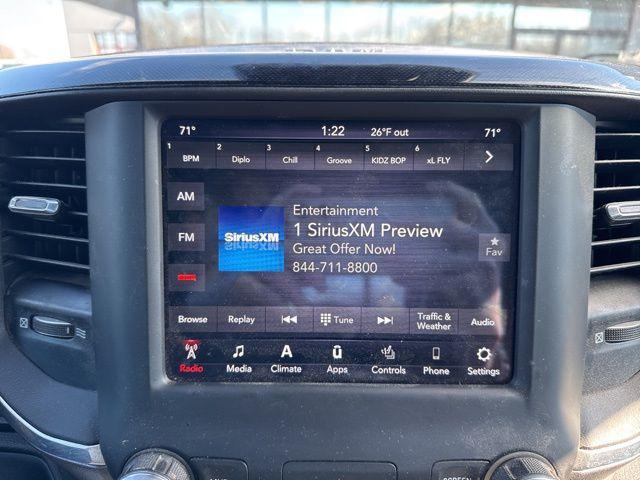 71° 1:22 26°F out 71°
1 BPM 2 Diplo 3 Chill 4 Groove 5 KIDZ BOP 6 xL FLY
AM
FM
SiriusXM
Entertainment
1 SiriusXM Preview
Great Offer Now!
844-711-8800
Fav
Browse Replay Tune Traffic & Weather Audio
Radio Media Climate Apps Controls Phone Settings
SCREEN